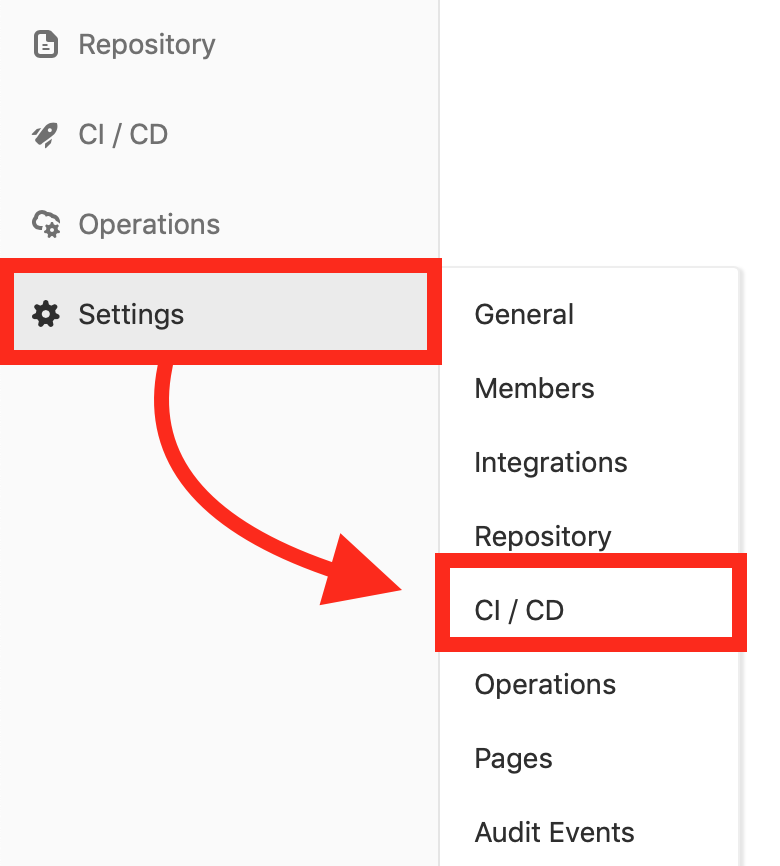 Repository
CI / CD
Operations
Settings
General
Members
Integrations
Repository
CI / CD
Operations
Pages
Audit Events